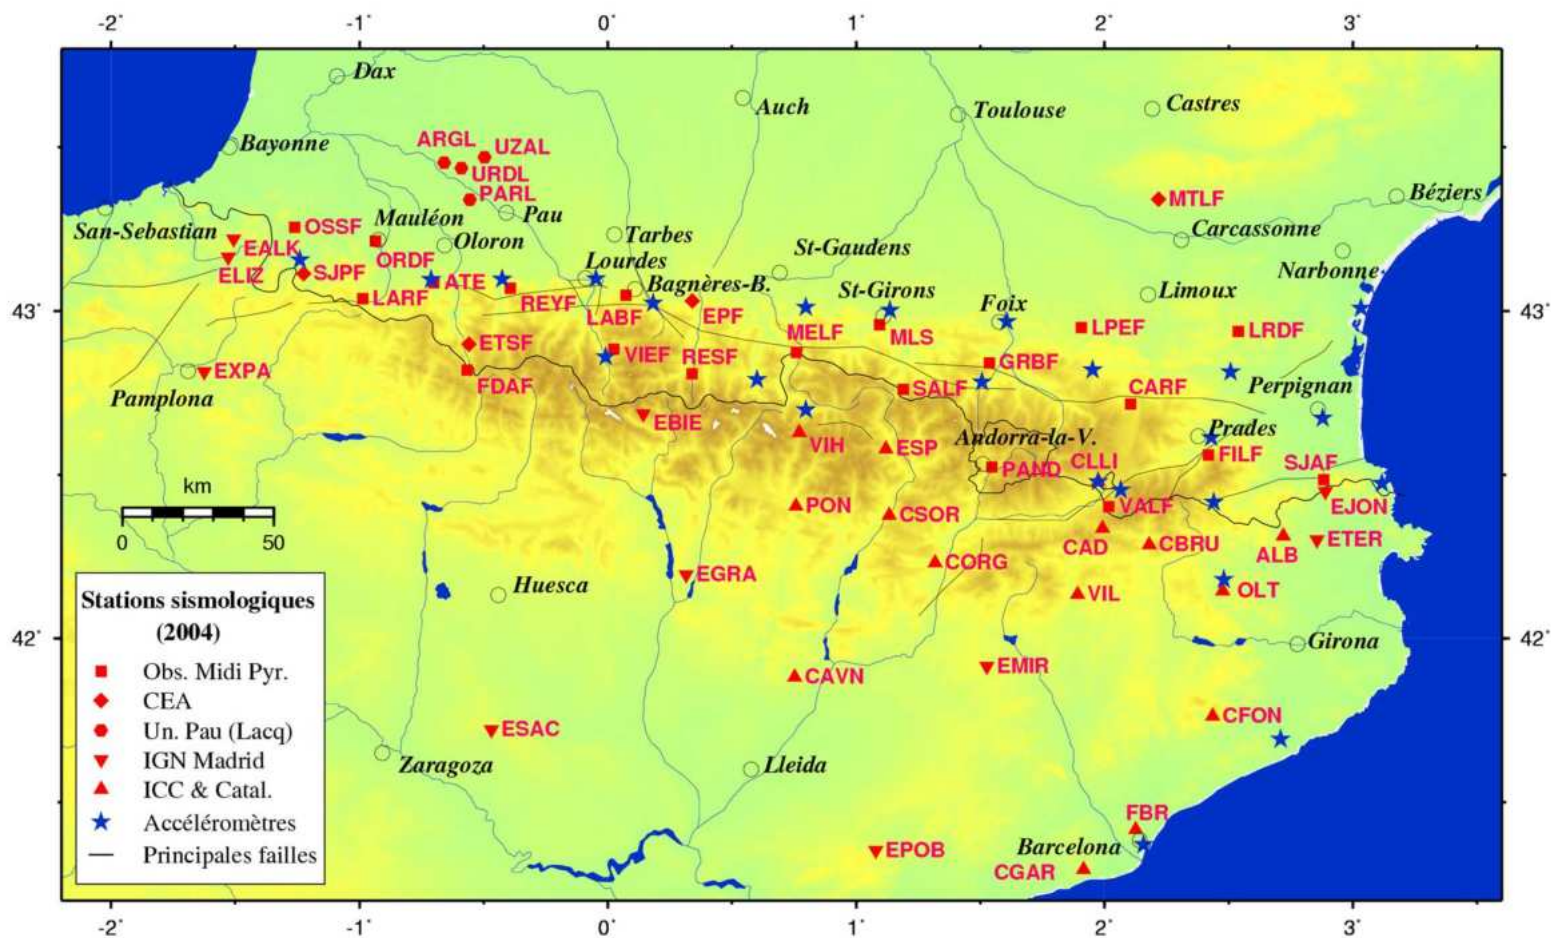 -2° -1° 0° 1° 2° 3°
Dax
Auch
Toulouse
Castres
Bayonne
ARGL
UZAL
URDL
PARL
MTLF
Béziers
Pau
Mauléon
San-Sebastian
OSSF
Oloron
Tarbes
Carcassonne
EALK
ORDF
St-Gaudens
Lourdes
Narbonne
ELIZ
SJPF
ATE
Bagnères-B.
St-Girons
Limoux
LARF
REYF
LABF
EPF
Foix
43° 43°
MELF
MLS
LPEF
LRDF
ETSF
VIEF
RESF
GRBF
EXPA
FDAF
SALF
CARF
Perpignan
Pamplona
EBIE
Prades
VIH
ESP
Andorra-la-V.
FILF
PAND
CLLI
SJAF
km
0 50
PON
CSOR
VALF
EJON
CAD
CBRU
ALB
ETER
EGRA
CORG
Huesca
VIL
OLT
42° 42°
Girona
CAVN
EMIR
CFON
ESAC
Zaragoza
Lleida
FBR
EPOB
Barcelona
CGAR
Stations sismologiques
(2004)
Obs. Midi Pyr.
CEA
Un. Pau (Lacq)
IGN Madrid
ICC & Catal.
Accéléromètres
Principales failles
-2° -1° 0° 1° 2° 3°